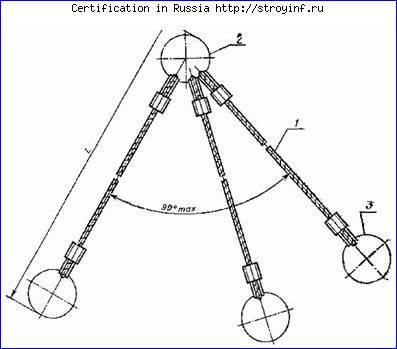 Certification in Russia http://stroyinf.ru
2
1
L
90° max
3